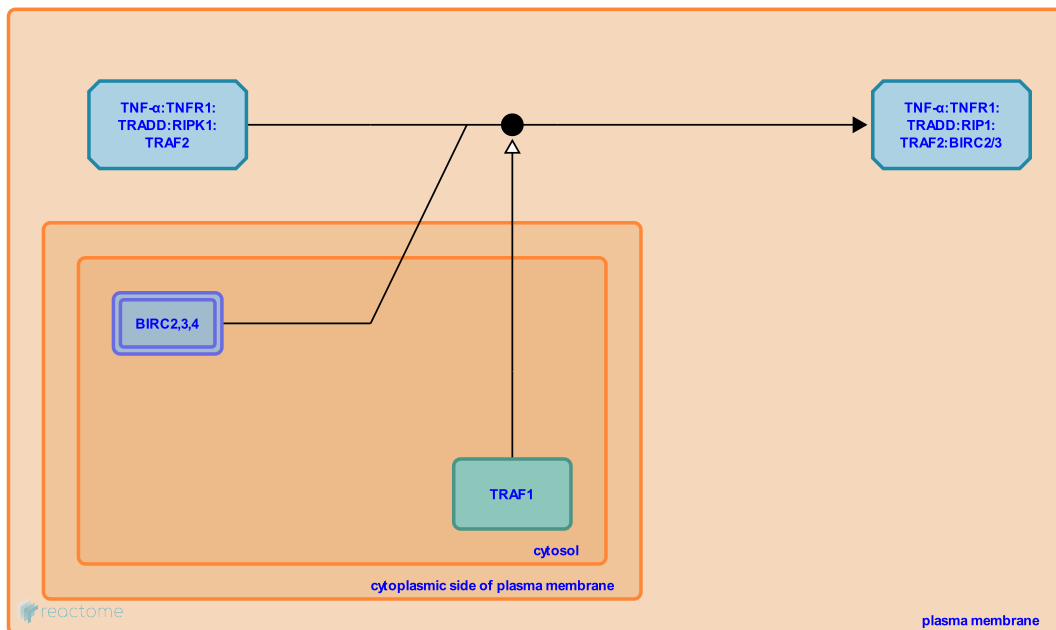 TNF-α:TNFR1:
TRADD:RIPK1:
TRAF2
TNF-α:TNFR1:
TRADD:RIP1:
TRAF2:BIRC2/3
BIRC2,3,4
TRAF1
cytosol
cytoplasmic side of plasma membrane
reactome
plasma membrane